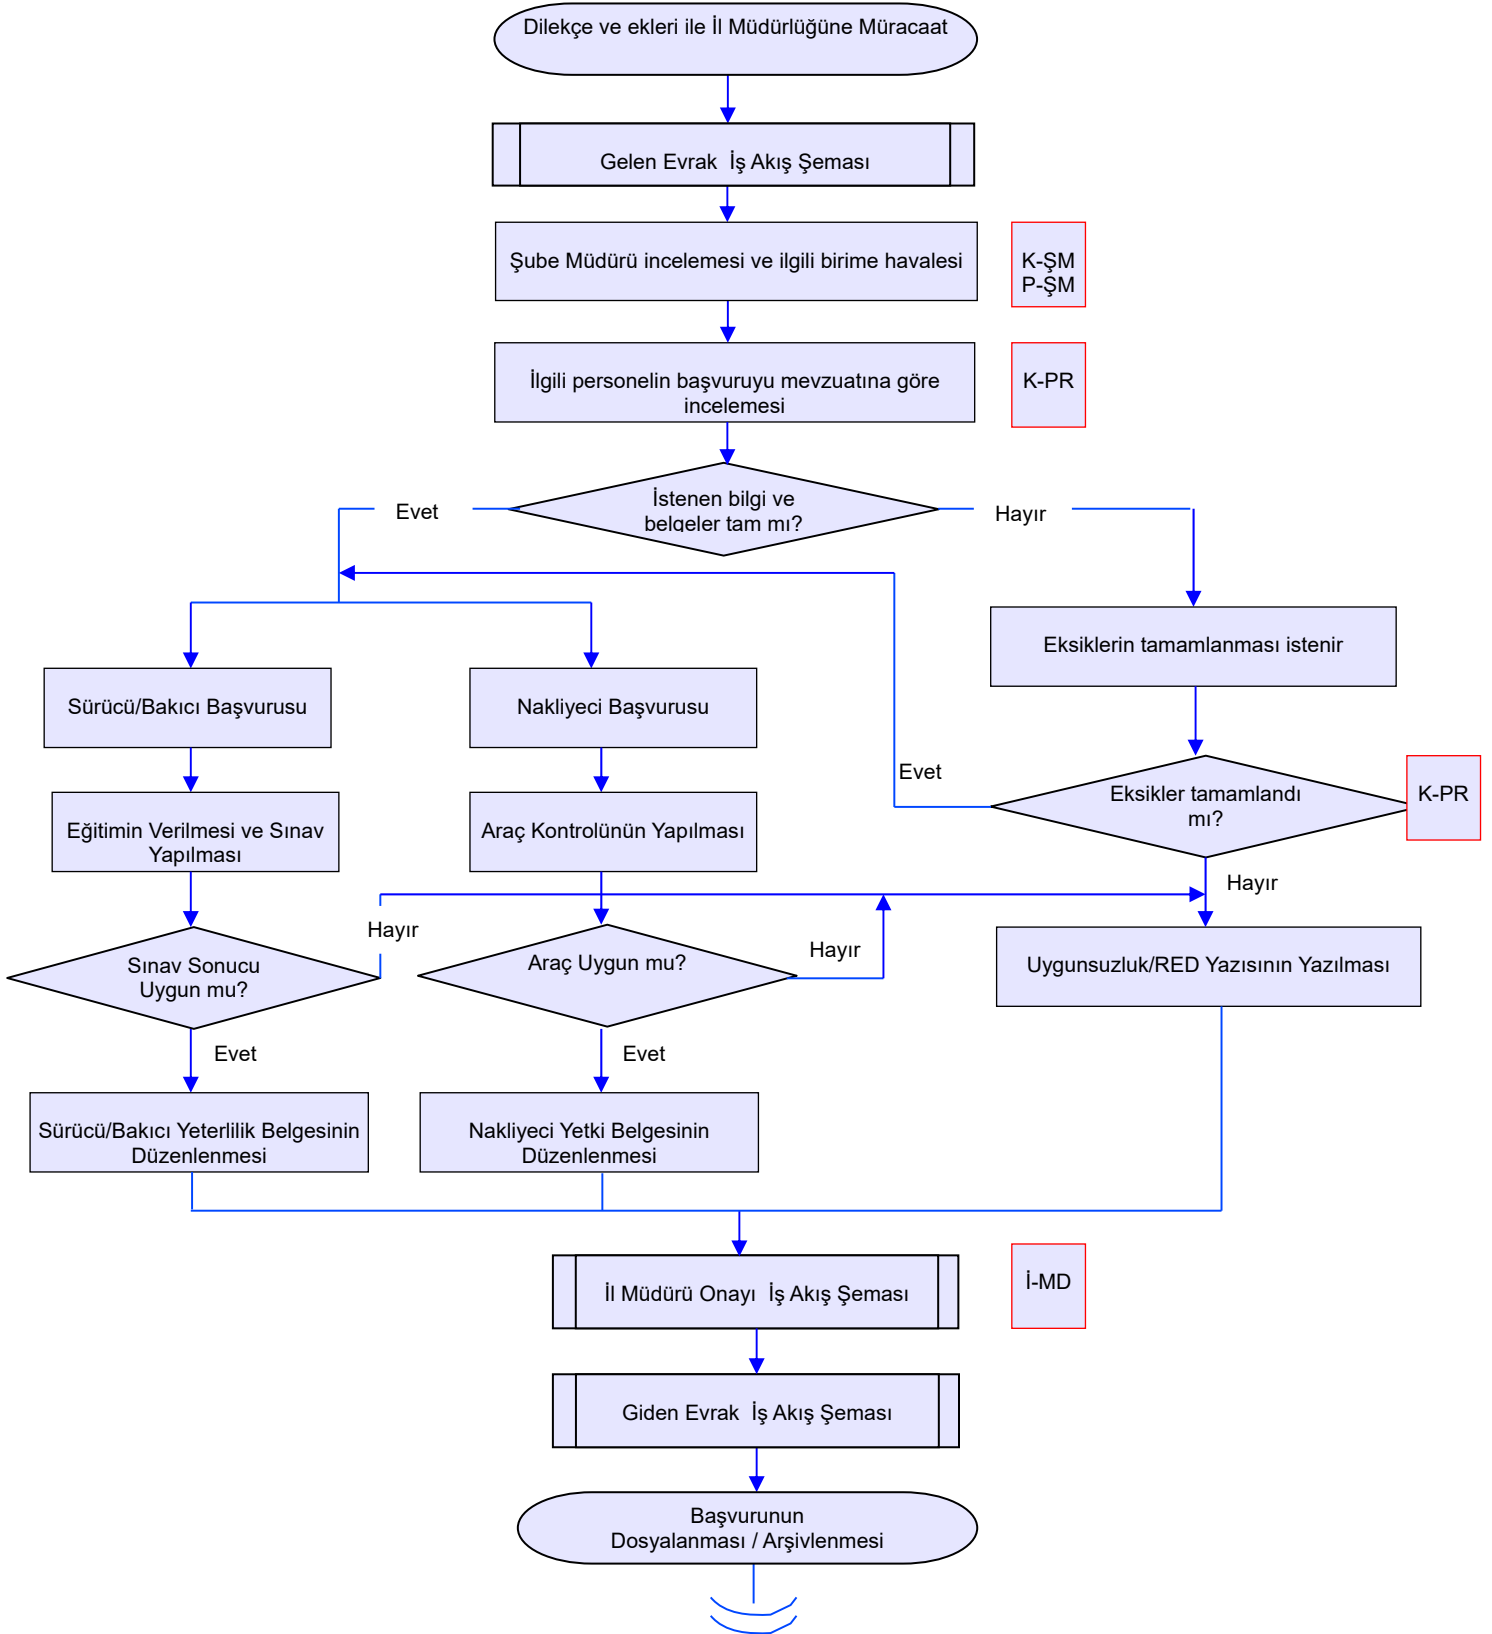 Dilekçe ve ekleri ile İl Müdürlüğüne Müracaat
Gelen Evrak  İş Akış Şeması
Şube Müdürü incelemesi ve ilgili birime havalesi
K-ŞM
P-ŞM
İlgili personelin başvuruyu mevzuatına göre
incelemesi
K-PR
İstenen bilgi ve
belgeler tam mı?
Evet
Hayır
Eksiklerin tamamlanması istenir
Sürücü/Bakıcı Başvurusu
Nakliyeci Başvurusu
Evet
Eksikler tamamlandı
mı?
K-PR
Eğitimin Verilmesi ve Sınav
Yapılması
Araç Kontrolünün Yapılması
Hayır
Hayır
Hayır
Sınav Sonucu
Uygun mu?
Araç Uygun mu?
Uygunsuzluk/RED Yazısının Yazılması
Evet
Evet
Sürücü/Bakıcı Yeterlilik Belgesinin
Düzenlenmesi
Nakliyeci Yetki Belgesinin
Düzenlenmesi
İl Müdürü Onayı  İş Akış Şeması
İ-MD
Giden Evrak  İş Akış Şeması
Başvurunun
Dosyalanması / Arşivlenmesi